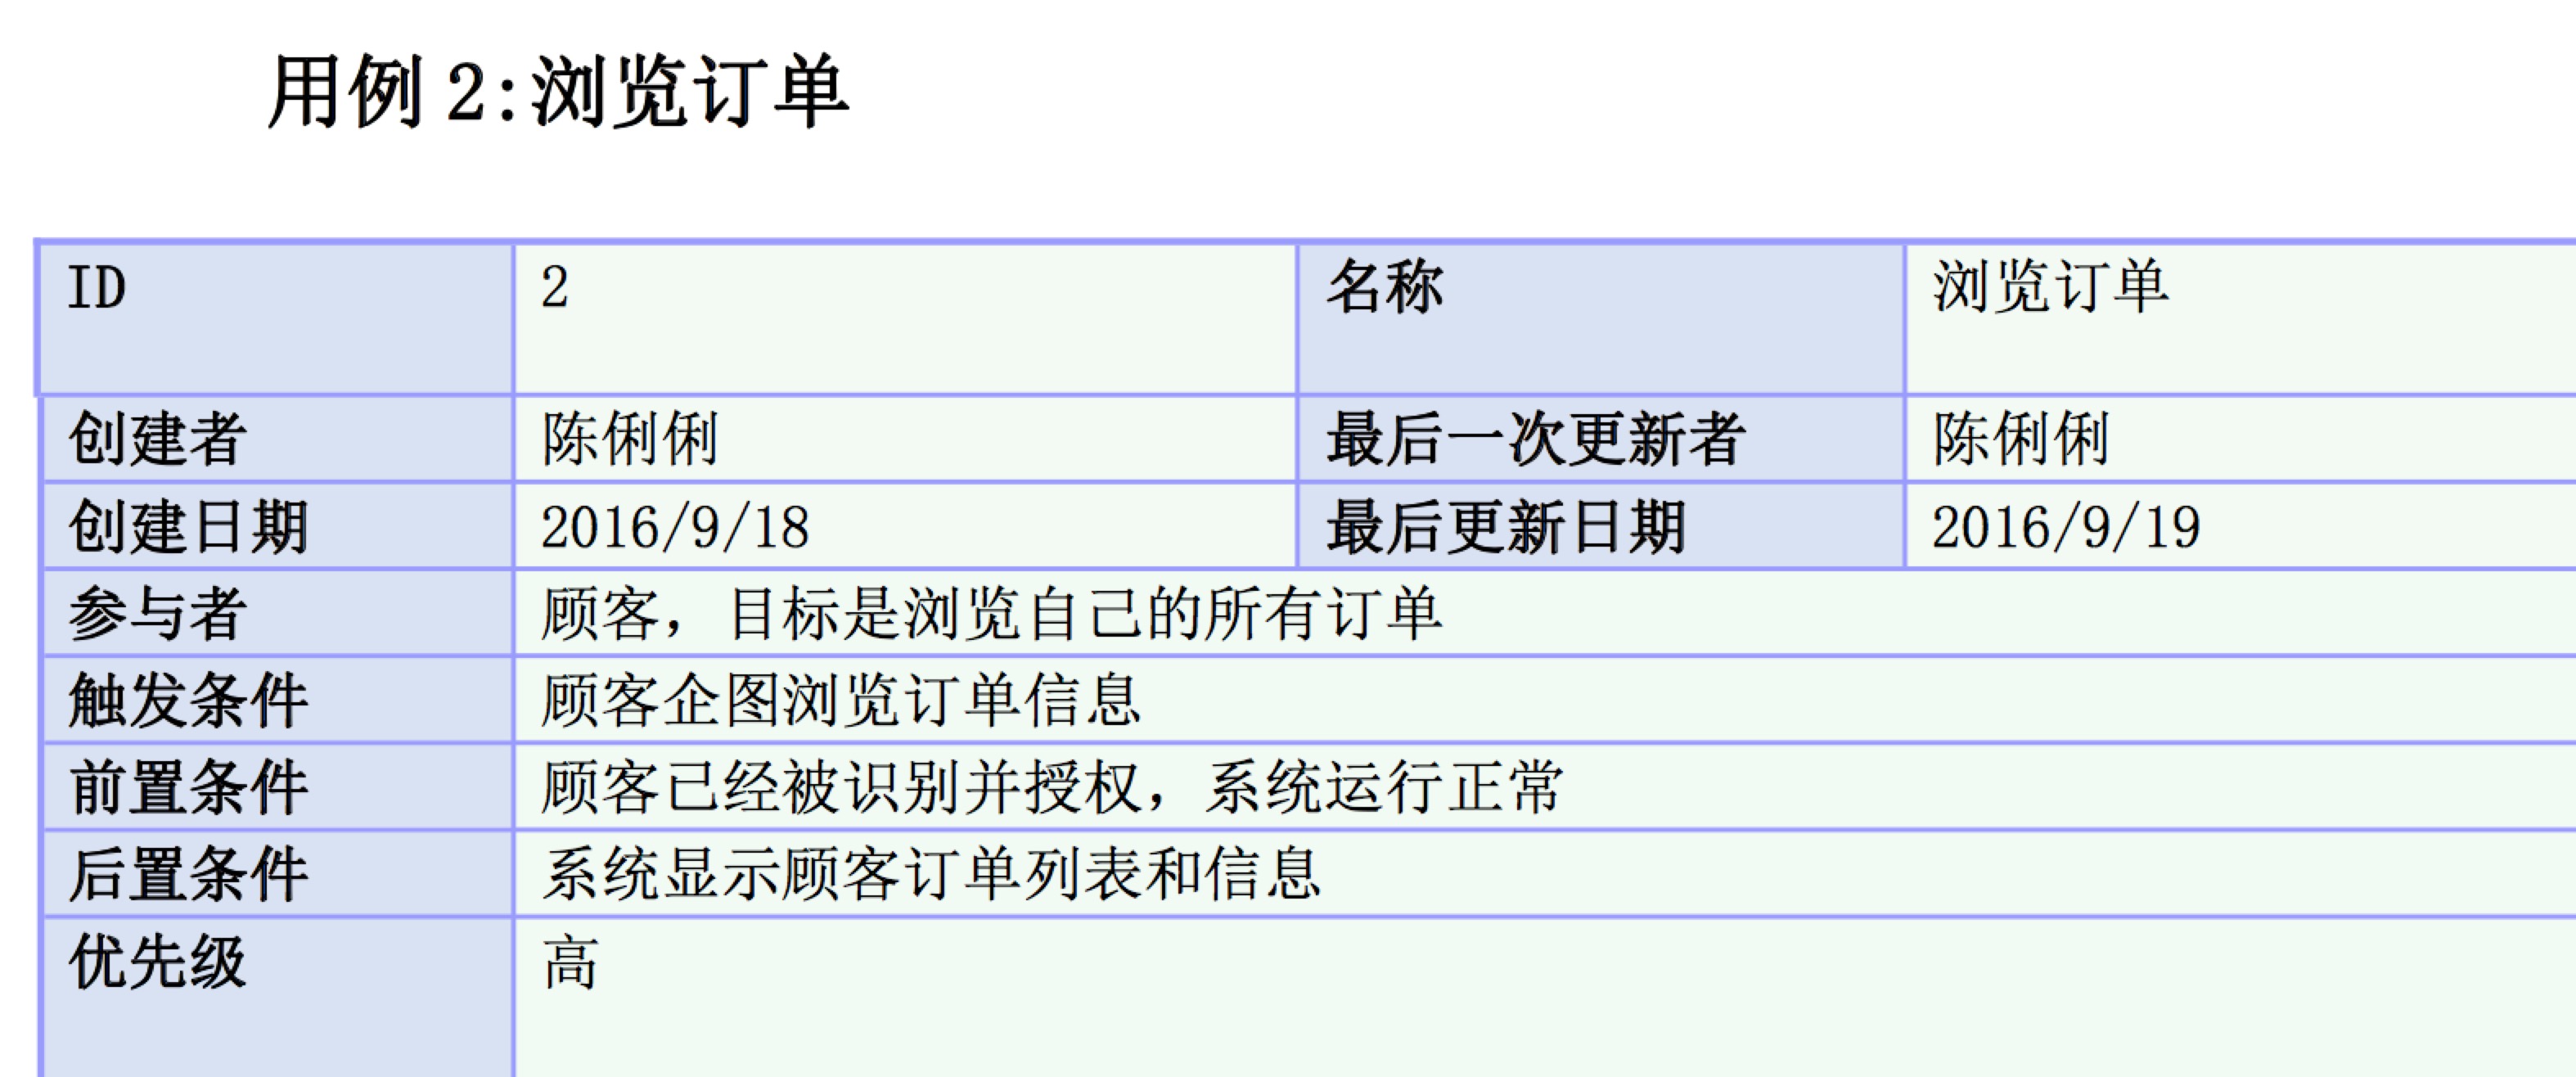 用例 2:浏览订单
ID 2 名称 浏览订单
创建者 陈俐俐 最后一次更新者 陈俐俐
创建日期 2016/9/18 最后更新日期 2016/9/19
参与者 顾客，目标是浏览自己的所有订单
触发条件 顾客企图浏览订单信息
前置条件 顾客已经被识别并授权，系统运行正常
后置条件 系统显示顾客订单列表和信息
优先级 高